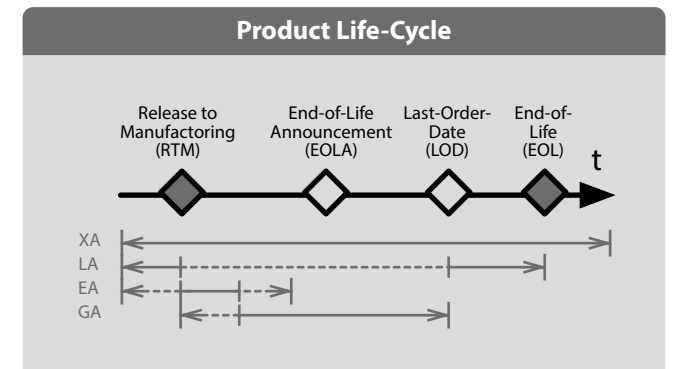 Product Life-Cycle
Release to
Manufactoring
(RTM)
End-of-Life
Announcement
(EOLA)
Last-Order-
Date
(LOD)
End-of-
Life
(EOL)
t
XA
LA
EA
GA